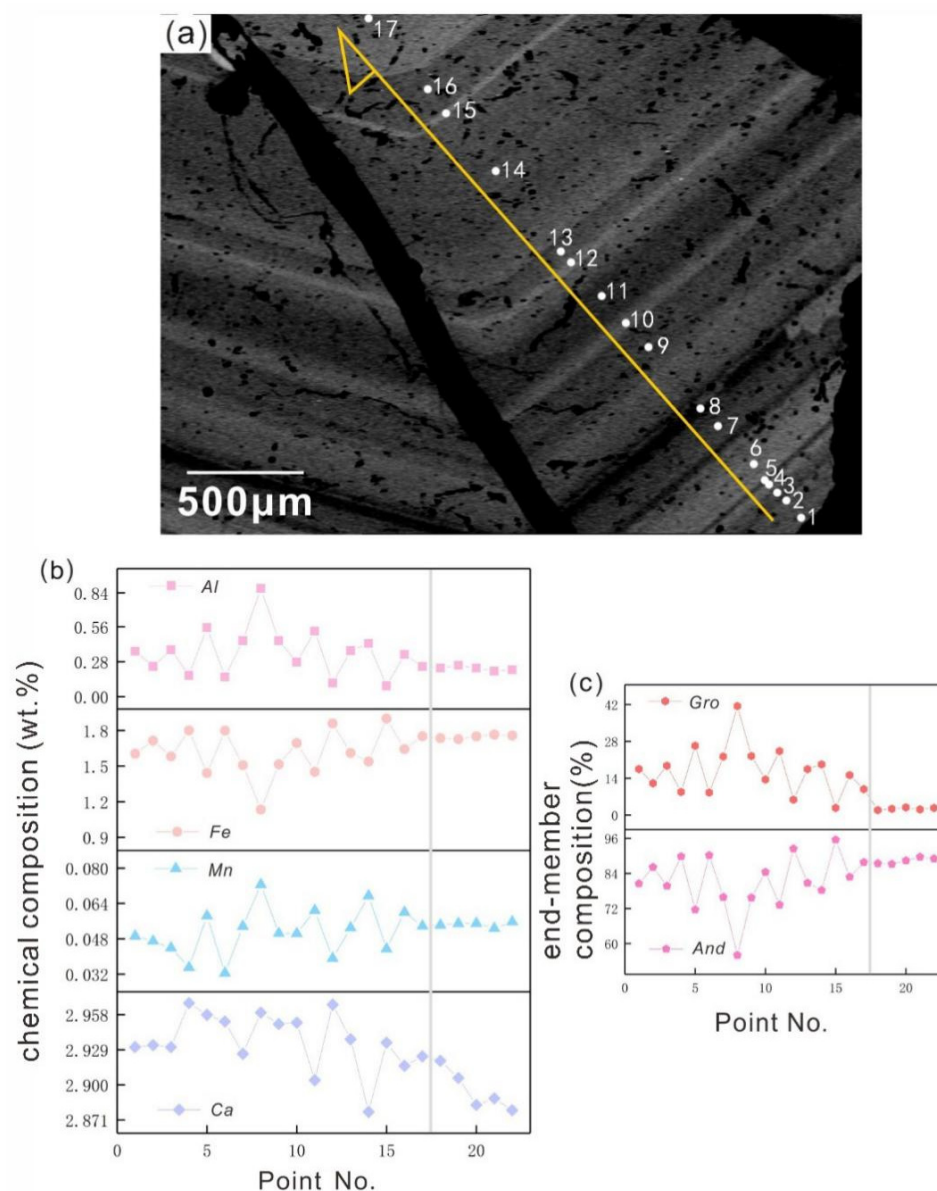 (a)
17
16
15
14
13
12
11
10
9
8
7
6
5
4
3
2
1
500μm
(b)
chemical composition (wt.%)
Al
0.84
0.56
0.28
0.00
1.8
1.5
1.2
0.9
Fe
Mn
0.080
0.064
0.048
0.032
2.958
2.929
2.900
2.871
Ca
0 5 10 15 20
Point No.
(c)
end-member
composition(%)
Gro
42
28
14
0
96
84
72
60
And
0 5 10 15 20
Point No.